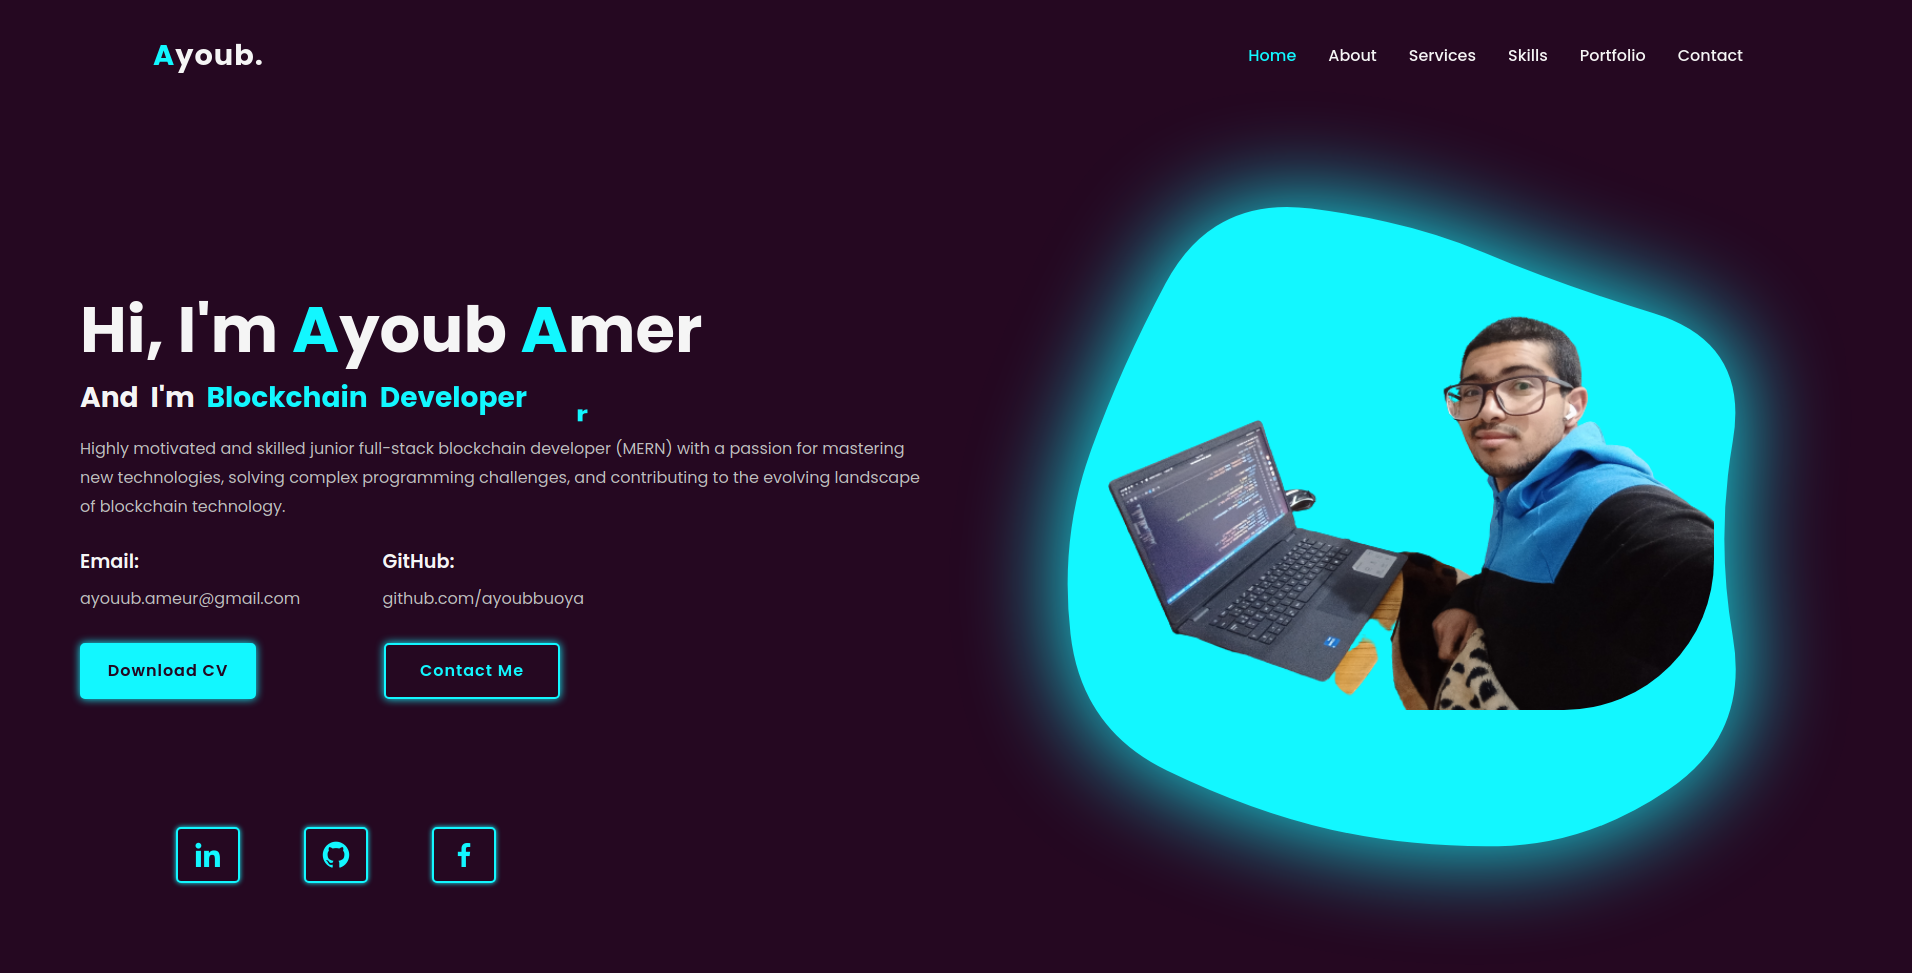 Ayoub.
Home About Services Skills Portfolio Contact
Hi, I'm Ayoub Amer
And I'm Blockchain Developer
r
Highly motivated and skilled junior full-stack blockchain developer (MERN) with a passion for mastering
new technologies, solving complex programming challenges, and contributing to the evolving landscape
of blockchain technology.
Email: GitHub:
ayouub.ameur@gmail.com github.com/ayoubbuoya
Download CV Contact Me
in f